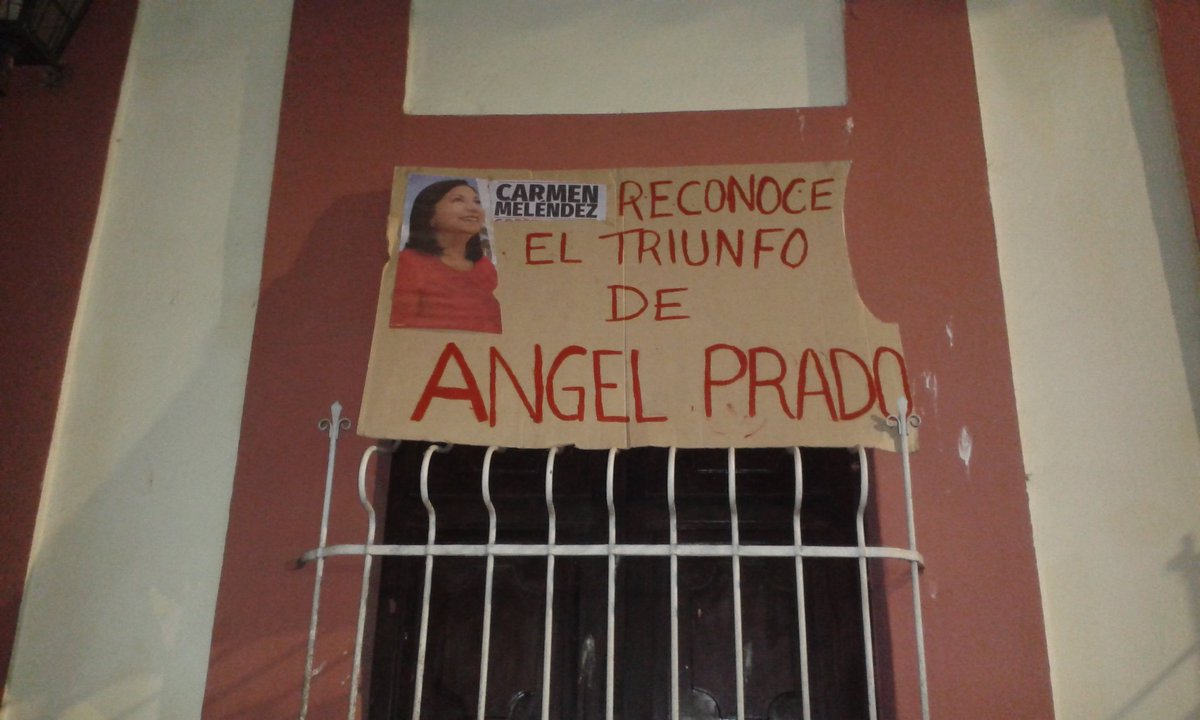 CARMEN MELENDEZ RECONOCE
EL TRIUNFO
DE
ANGEL PRADO